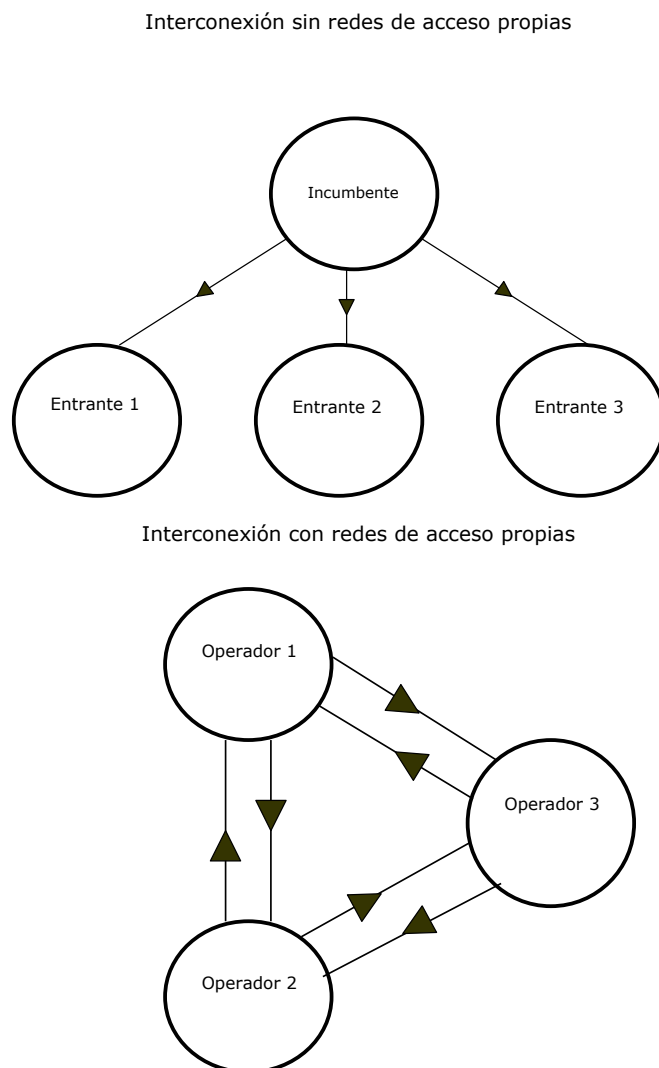 Interconexión sin redes de acceso propias
Incumbente
Entrante 1
Entrante 2
Entrante 3
Interconexión con redes de acceso propias
Operador 1
Operador 3
Operador 2